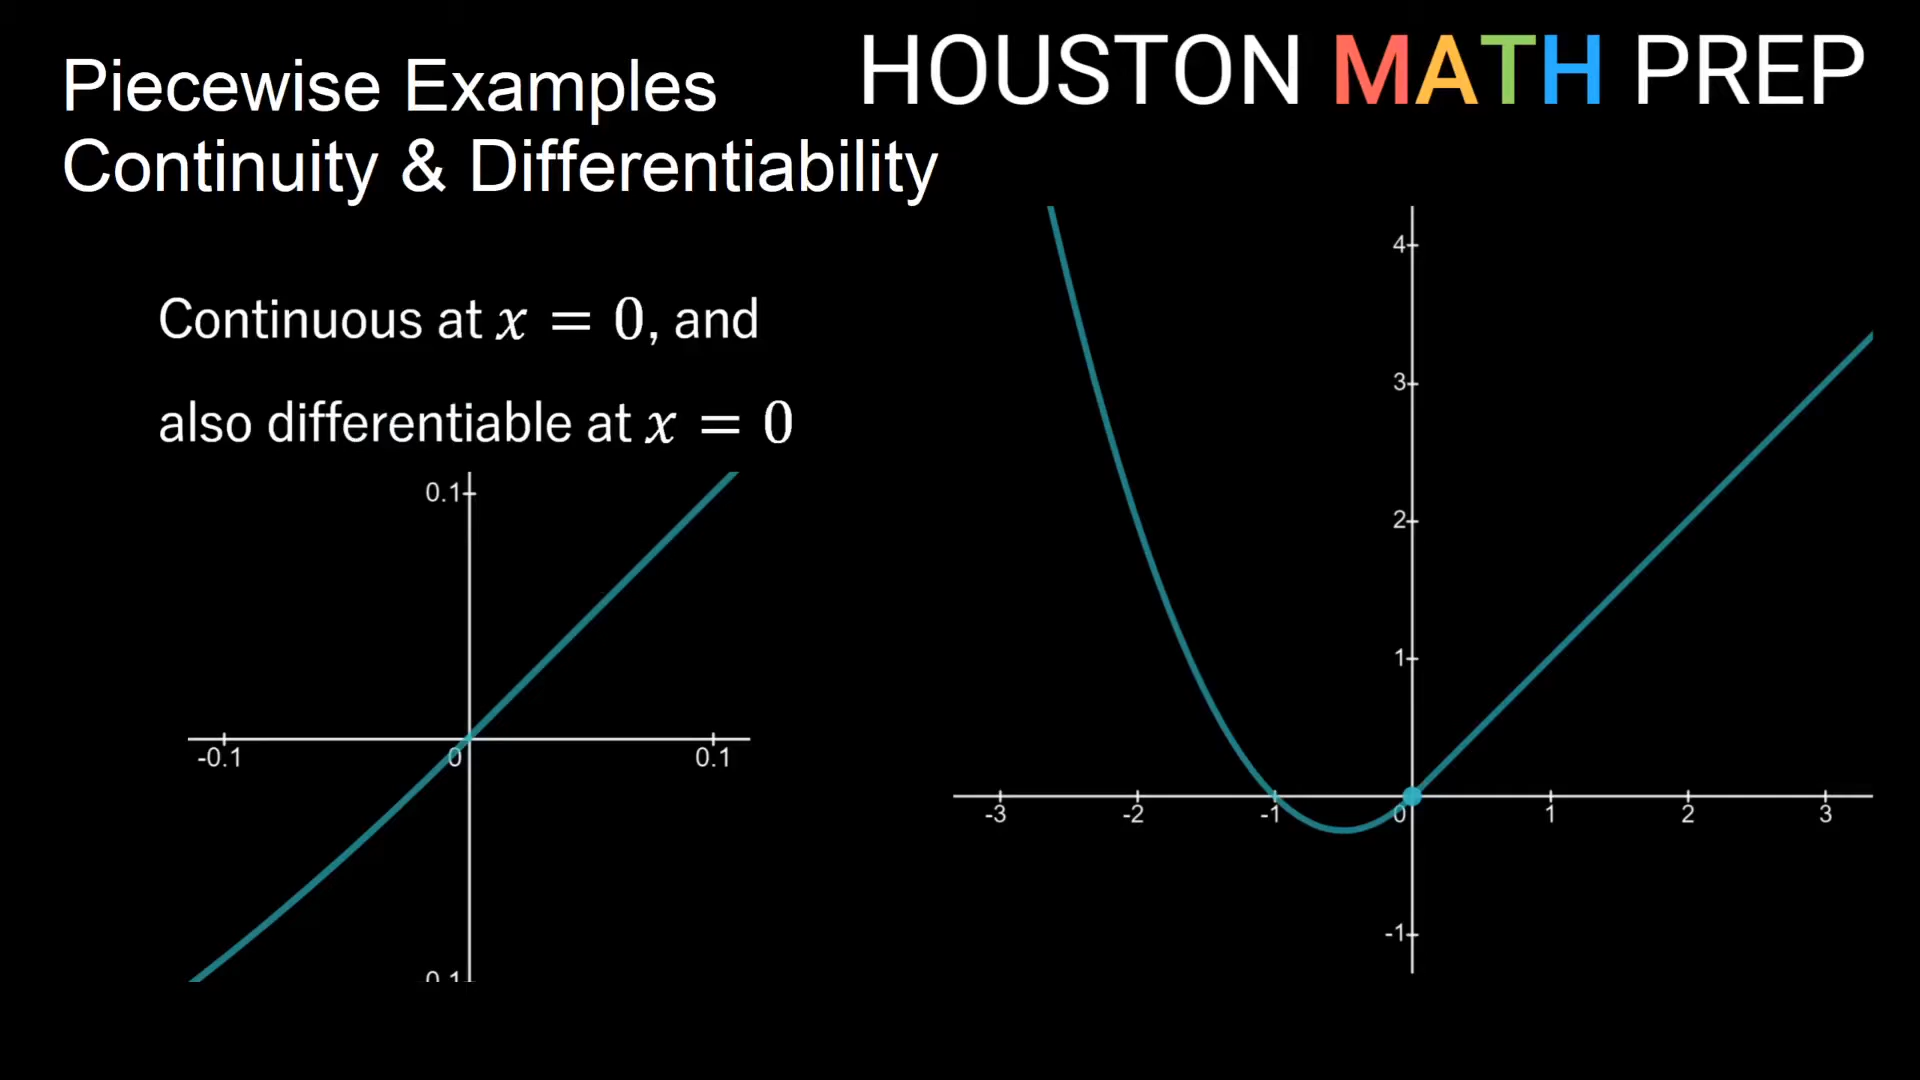 Piecewise Examples
Continuity & Differentiability
HOUSTON MATH PREP
Continuous at x = 0, and
also differentiable at x = 0
0.1
-0.1 0 0.1
4
3
2
1
-3 -2 -1 0 1 2 3
-1